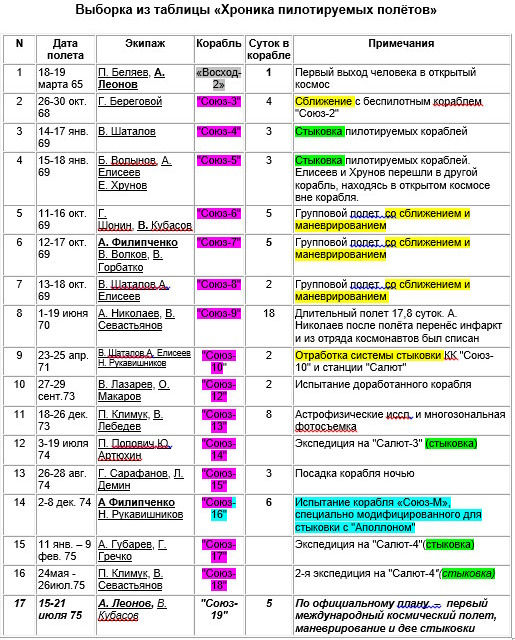 Выборка из таблицы «Хроника пилотируемых полётов»
N Дата полета Экипаж Корабль Суток в корабле Примечания
1 18-19 марта 65 П. Беляев, А. Леонов «Восход-2» 1 Первый выход человека в открытый космос
2 26-30 окт. 68 Г. Береговой "Союз-3" 4 Сближение с беспилотным кораблем "Союз-2"
3 14-17 янв. 69 В. Шаталов "Союз-4" 3 Стыковка пилотируемых кораблей
4 15-18 янв. 69 Б. Волынов, А. Елисеев Е. Хрунов "Союз-5" 3 Стыковка пилотируемых кораблей. Елисеев и Хрунов перешли в другой корабль, находясь в открытом космосе вне корабля.
5 11-16 окт. 69 Г. Шонин, В. Кубасов "Союз-6" 5 Групповой полет со сближением и маневрированием
6 12-17 окт. 69 А. Филипченко В. Волков, В. Горбатко "Союз-7" 5 Групповой полет со сближением и маневрированием
7 13-18 окт. 69 В. Шаталов,А. Елисеев "Союз-8" 2 Групповой полет со сближением и маневрированием
8 1-19 июня 70 А. Николаев, В. Севастьянов "Союз-9" 18 Длительный полет 17,8 суток. А. Николаев после полёта перенёс инфаркт и из отряда космонавтов был списан
9 23-25 апр. 71 В. Шаталов,А. Елисеев Н. Рукавишников "Союз-10" 2 Отработка системы стыковки КК "Союз-10" и станции "Салют"
10 27-29 сент.73 В. Лазарев, О. Макаров "Союз-12" 2 Испытание доработанного корабля
11 18-26 дек. 73 П. Климук, В. Лебедев "Союз-13" 8 Астрофизические иссл. и многозональная фотосъемка
12 3-19 июля 74 П. Попович,Ю. Артюхин "Союз-14" Экспедиция на "Салют-3" (стыковка)
13 26-28 авг. 74 Г. Сарафанов, Л. Демин "Союз-15" 3 Посадка корабля ночью
14 2-8 дек. 74 А Филипченко Н. Рукавишников "Союз-16" 6 Испытание корабля «Союз-М», специально модифицированного для стыковки с "Аполлоном"
15 11 янв. – 9 фев. 75 А. Губарев, Г. Гречко "Союз-17" Экспедиция на "Салют-4"(стыковка)
16 24мая - 26июл.75 П. Климук, В. Севастьянов "Союз-18" 2-я экспедиция на "Салют-4"(стыковка)
17 15-21 июля 75 А. Леонов, В. Кубасов "Союз-19" 5 По официальному плану – первый международный космический полет, маневрирование и две стыковки